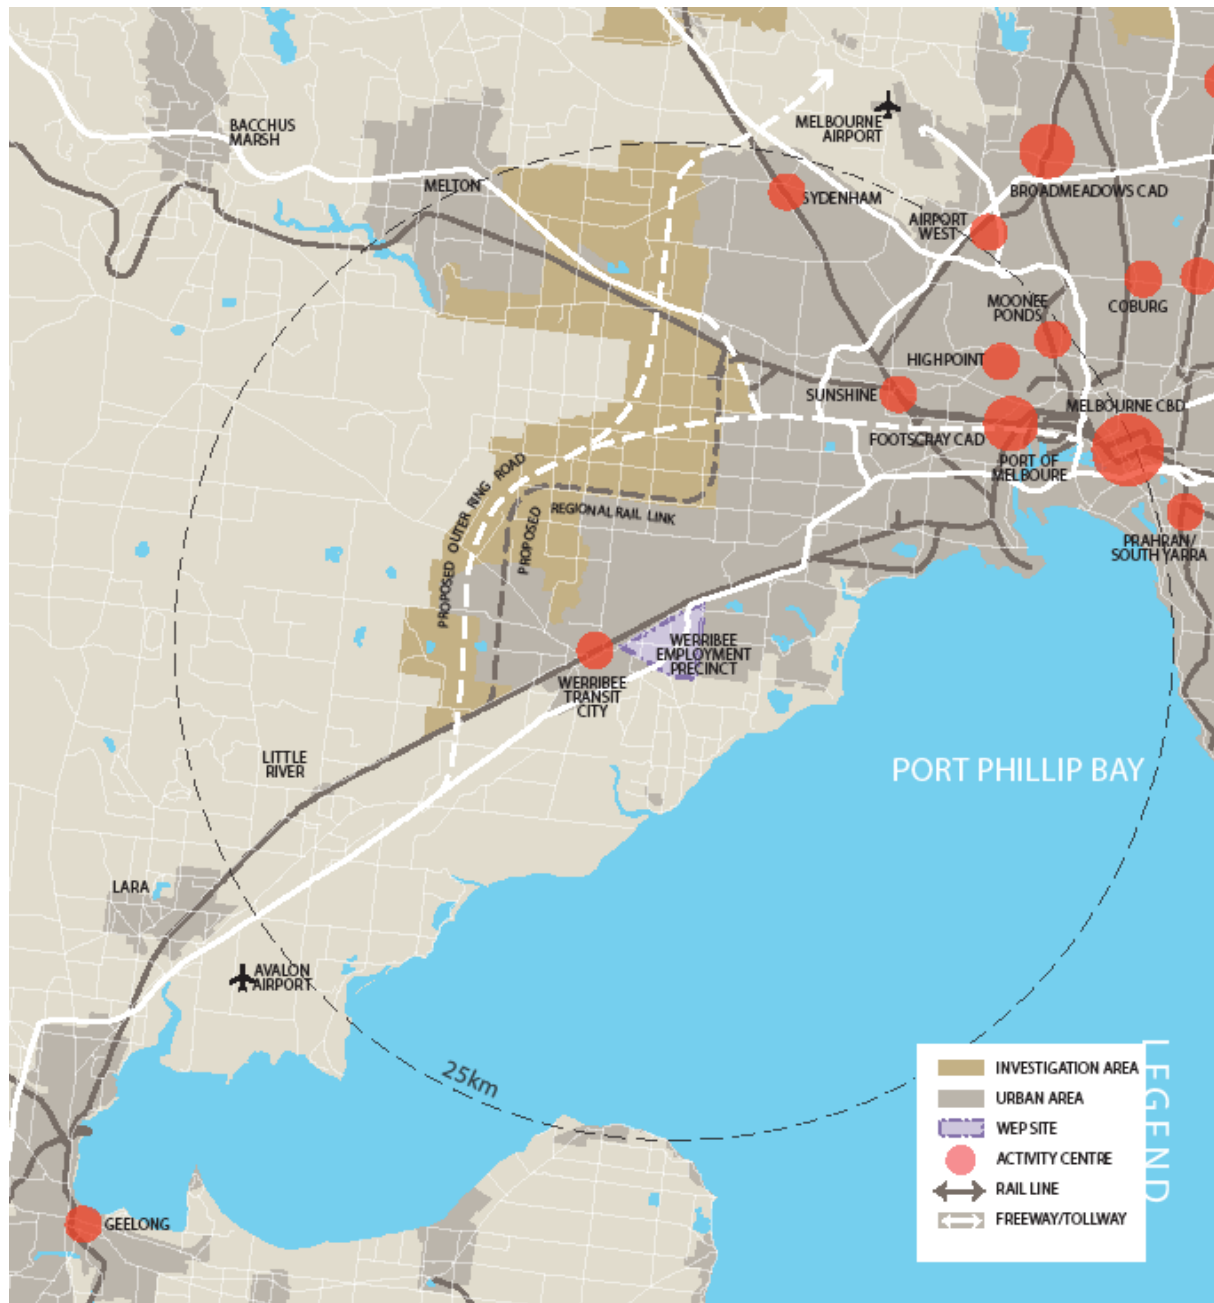 BACCHUS
MARSH
MELTON
MELBOURNE
AIRPORT
SYDENHAM
BROADMEADOWS CAD
AIRPORT
WEST
MOONEE
PONDS
COBURG
HIGHPOINT
SUNSHINE
MELBOURNE CBD
FOOTSCRAY CAD
PORT OF
MELBOURE
PRAHRAN/
SOUTH YARRA
PROPOSED OUTER RING ROAD
PROPOSED
REGIONAL RAIL LINK
WERRIBEE
EMPLOYMENT
PRECINCT
WERRIBEE
TRANSIT
CITY
LITTLE
RIVER
PORT PHILLIP BAY
LARA
AVALON
AIRPORT
25km
GEELONG
LEGEND
INVESTIGATION AREA
URBAN AREA
WEP SITE
ACTIVITY CENTRE
RAIL LINE
FREEWAY/TOLLWAY